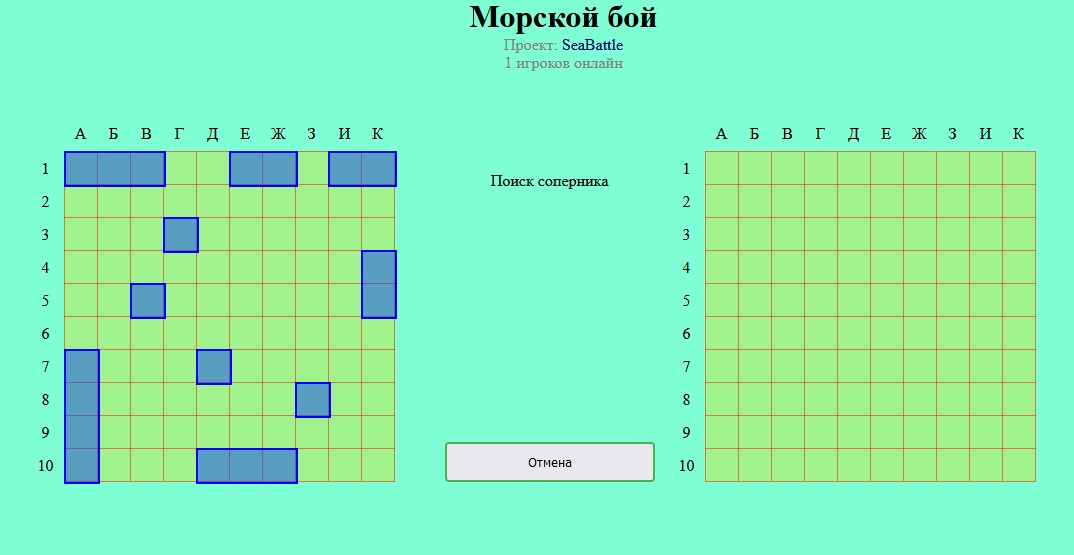 Морской бой
Проект: SeaBattle
1 игроков онлайн
А Б В Г Д Е Ж З И К
1
2
3
4
5
6
7
8
9
10
Поиск соперника
Отмена
А Б В Г Д Е Ж З И К
1
2
3
4
5
6
7
8
9
10